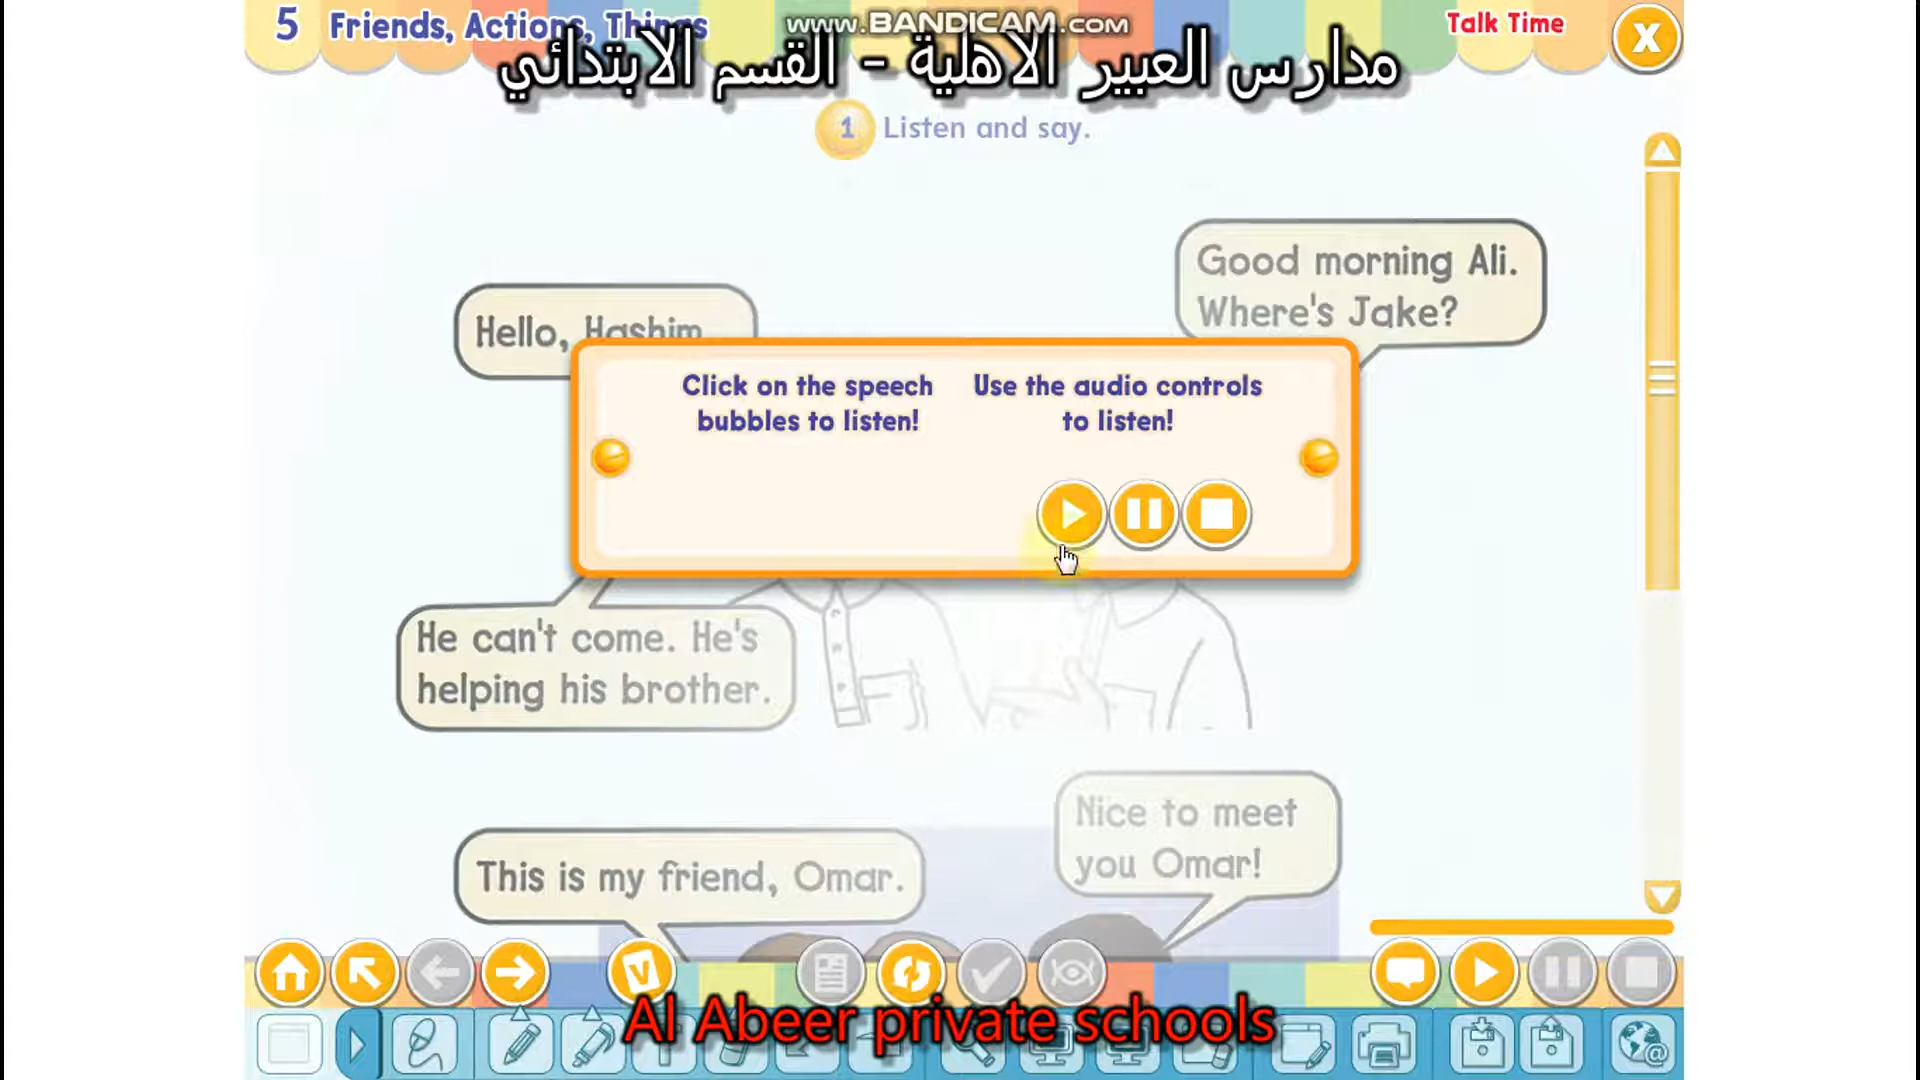 5 Friends, Actions, Things
www.BANDICAM.com
Talk Time
X
مدارس العبير الاهلية - القسم الابتدائي
1 Listen and say.
Good morning Ali.
Where's Jake?
Hello, Hashim
Click on the speech
bubbles to listen!
Use the audio controls
to listen!
He can't come. He's
helping his brother.
Nice to meet
you Omar!
This is my friend, Omar.
V
Al Abeer private schools